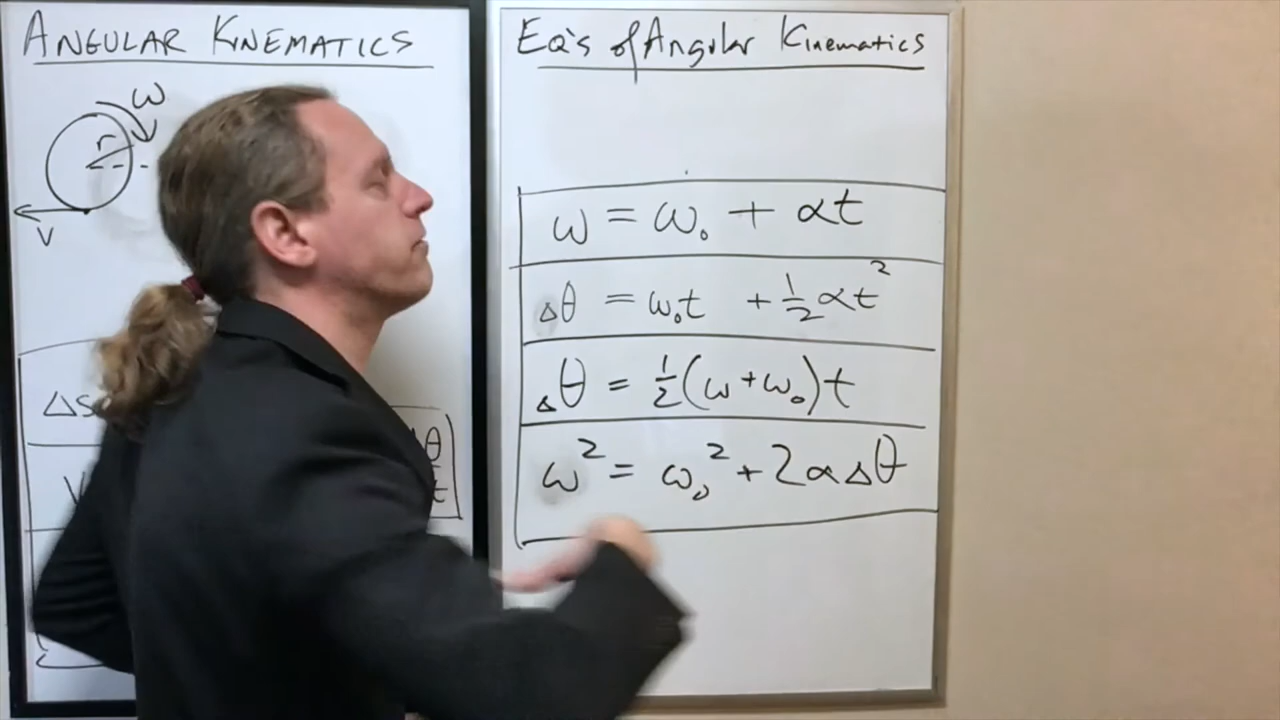 ANGULAR KINEMATICS
ω
r
v
Δs
Δθ
t
Eq's of Angular Kinematics
ω = ω₀ + αt
Δθ = ω₀t + ½αt²
Δθ = ½(ω+ω₀)t
ω² = ω₀² + 2αΔθ